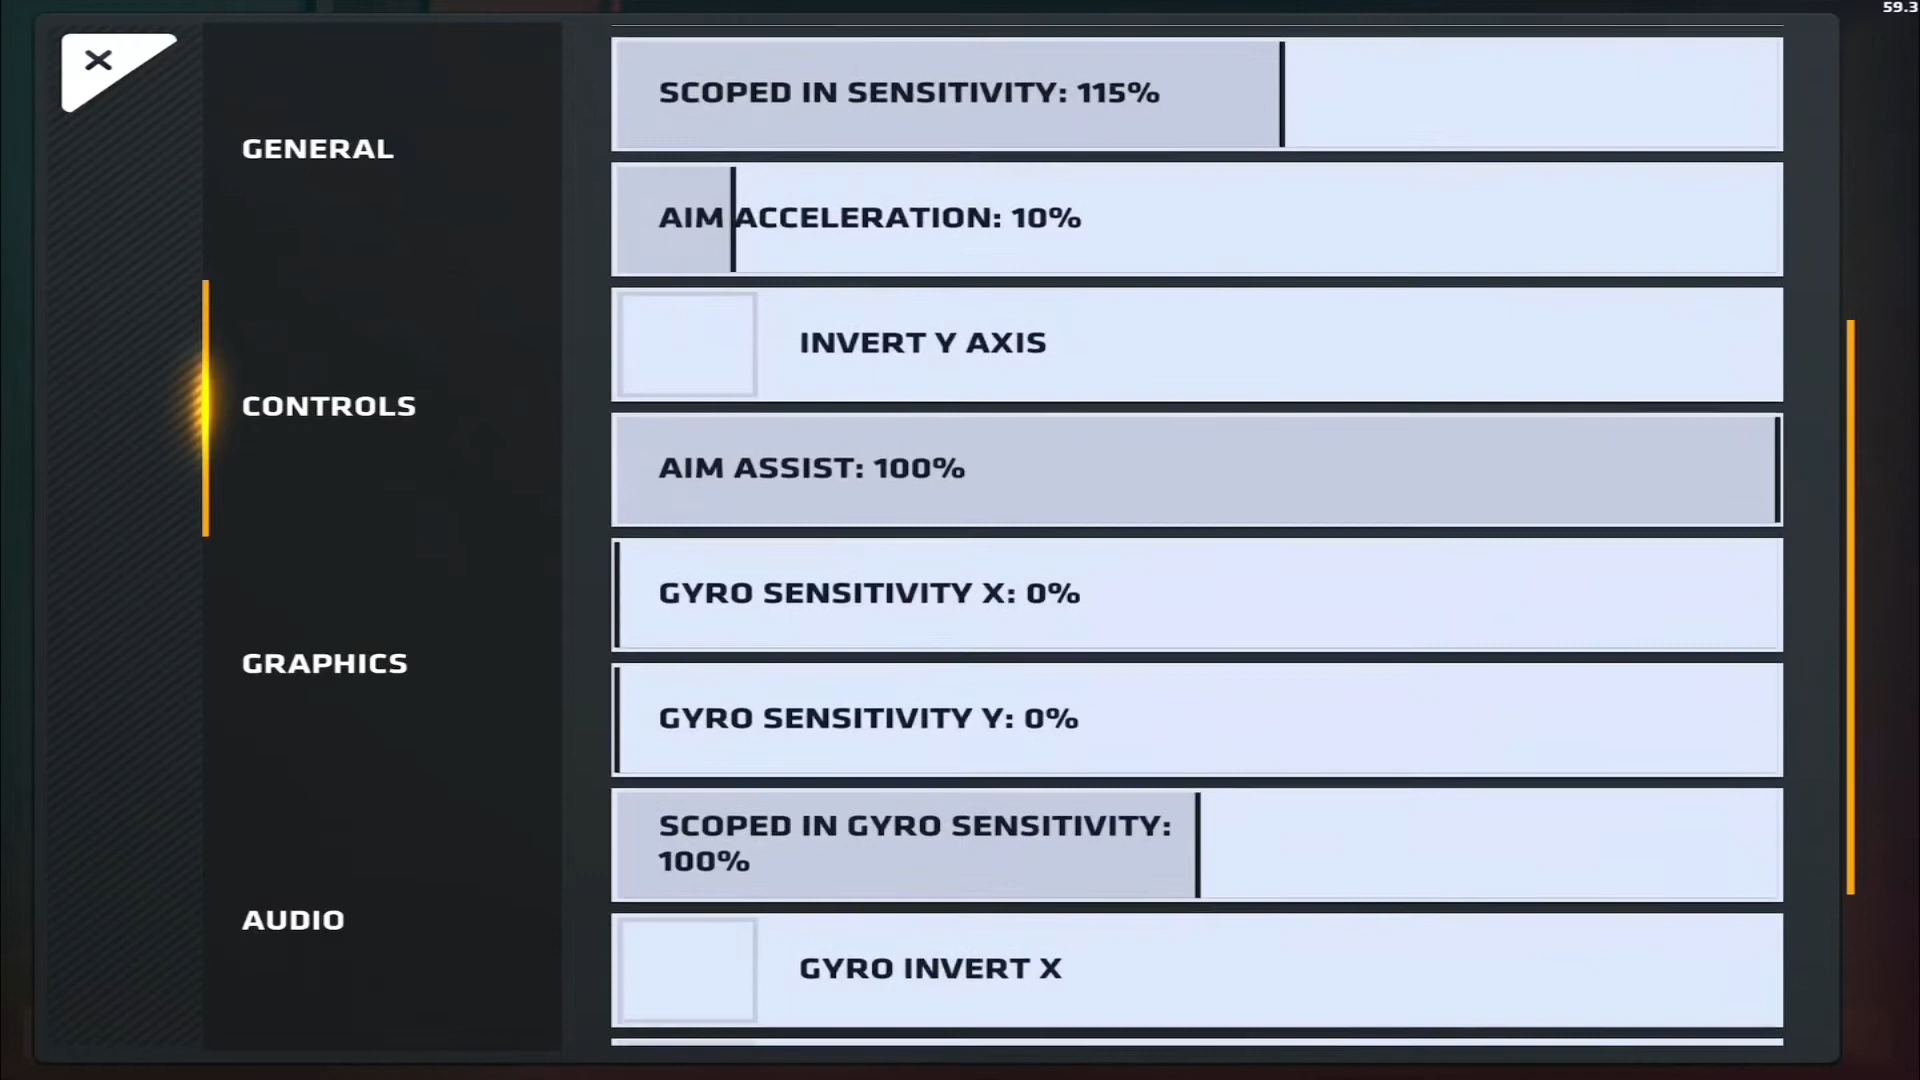 59.3
GENERAL
CONTROLS
GRAPHICS
AUDIO
SCOPED IN SENSITIVITY: 115%
AIM ACCELERATION: 10%
INVERT Y AXIS
AIM ASSIST: 100%
GYRO SENSITIVITY X: 0%
GYRO SENSITIVITY Y: 0%
SCOPED IN GYRO SENSITIVITY:
100%
GYRO INVERT X